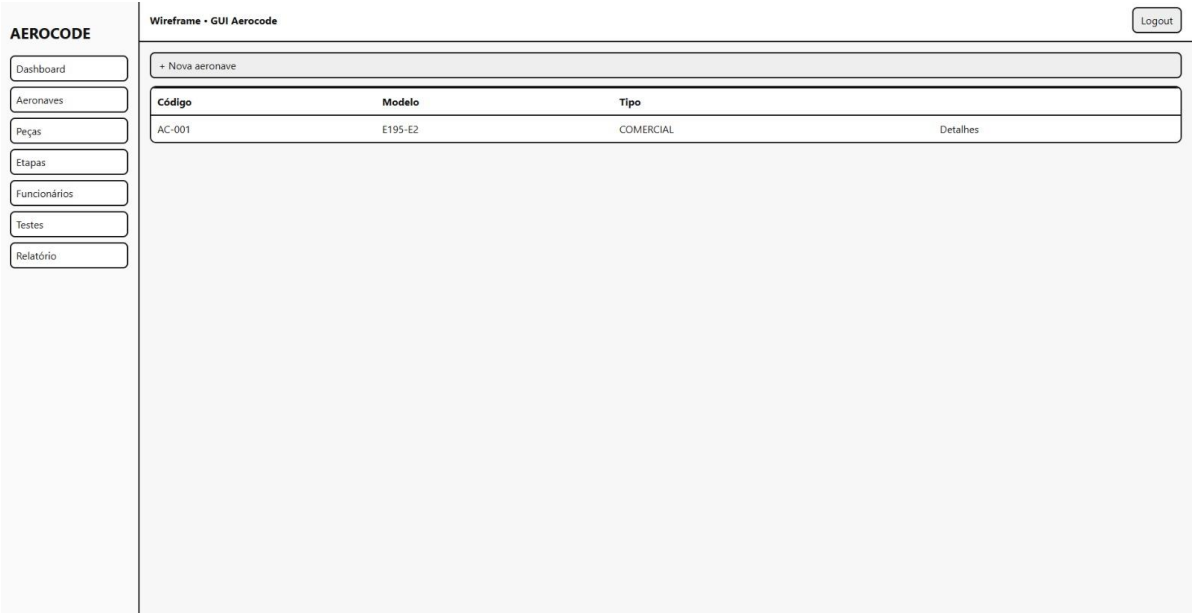 AEROCODE
Dashboard
Aeronaves
Peças
Etapas
Funcionários
Testes
Relatório
Wireframe • GUI Aerocode
Logout
+ Nova aeronave
Código Modelo Tipo
AC-001 E195-E2 COMERCIAL Detalhes